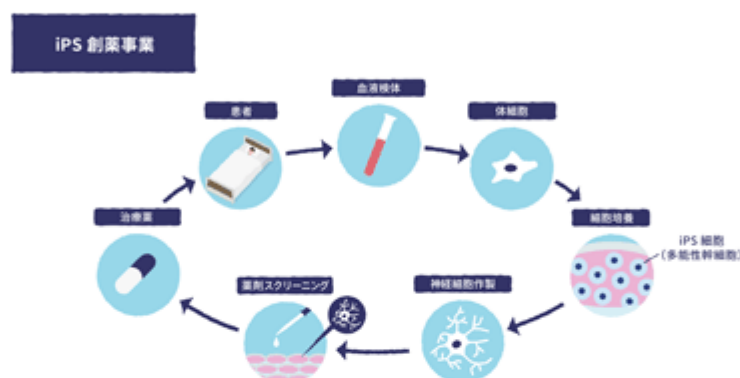 iPS 創薬事業
患者
血液検体
体細胞
細胞培養
iPS 細胞
（多能性幹細胞）
神経細胞作製
薬剤スクリーニング
治療薬